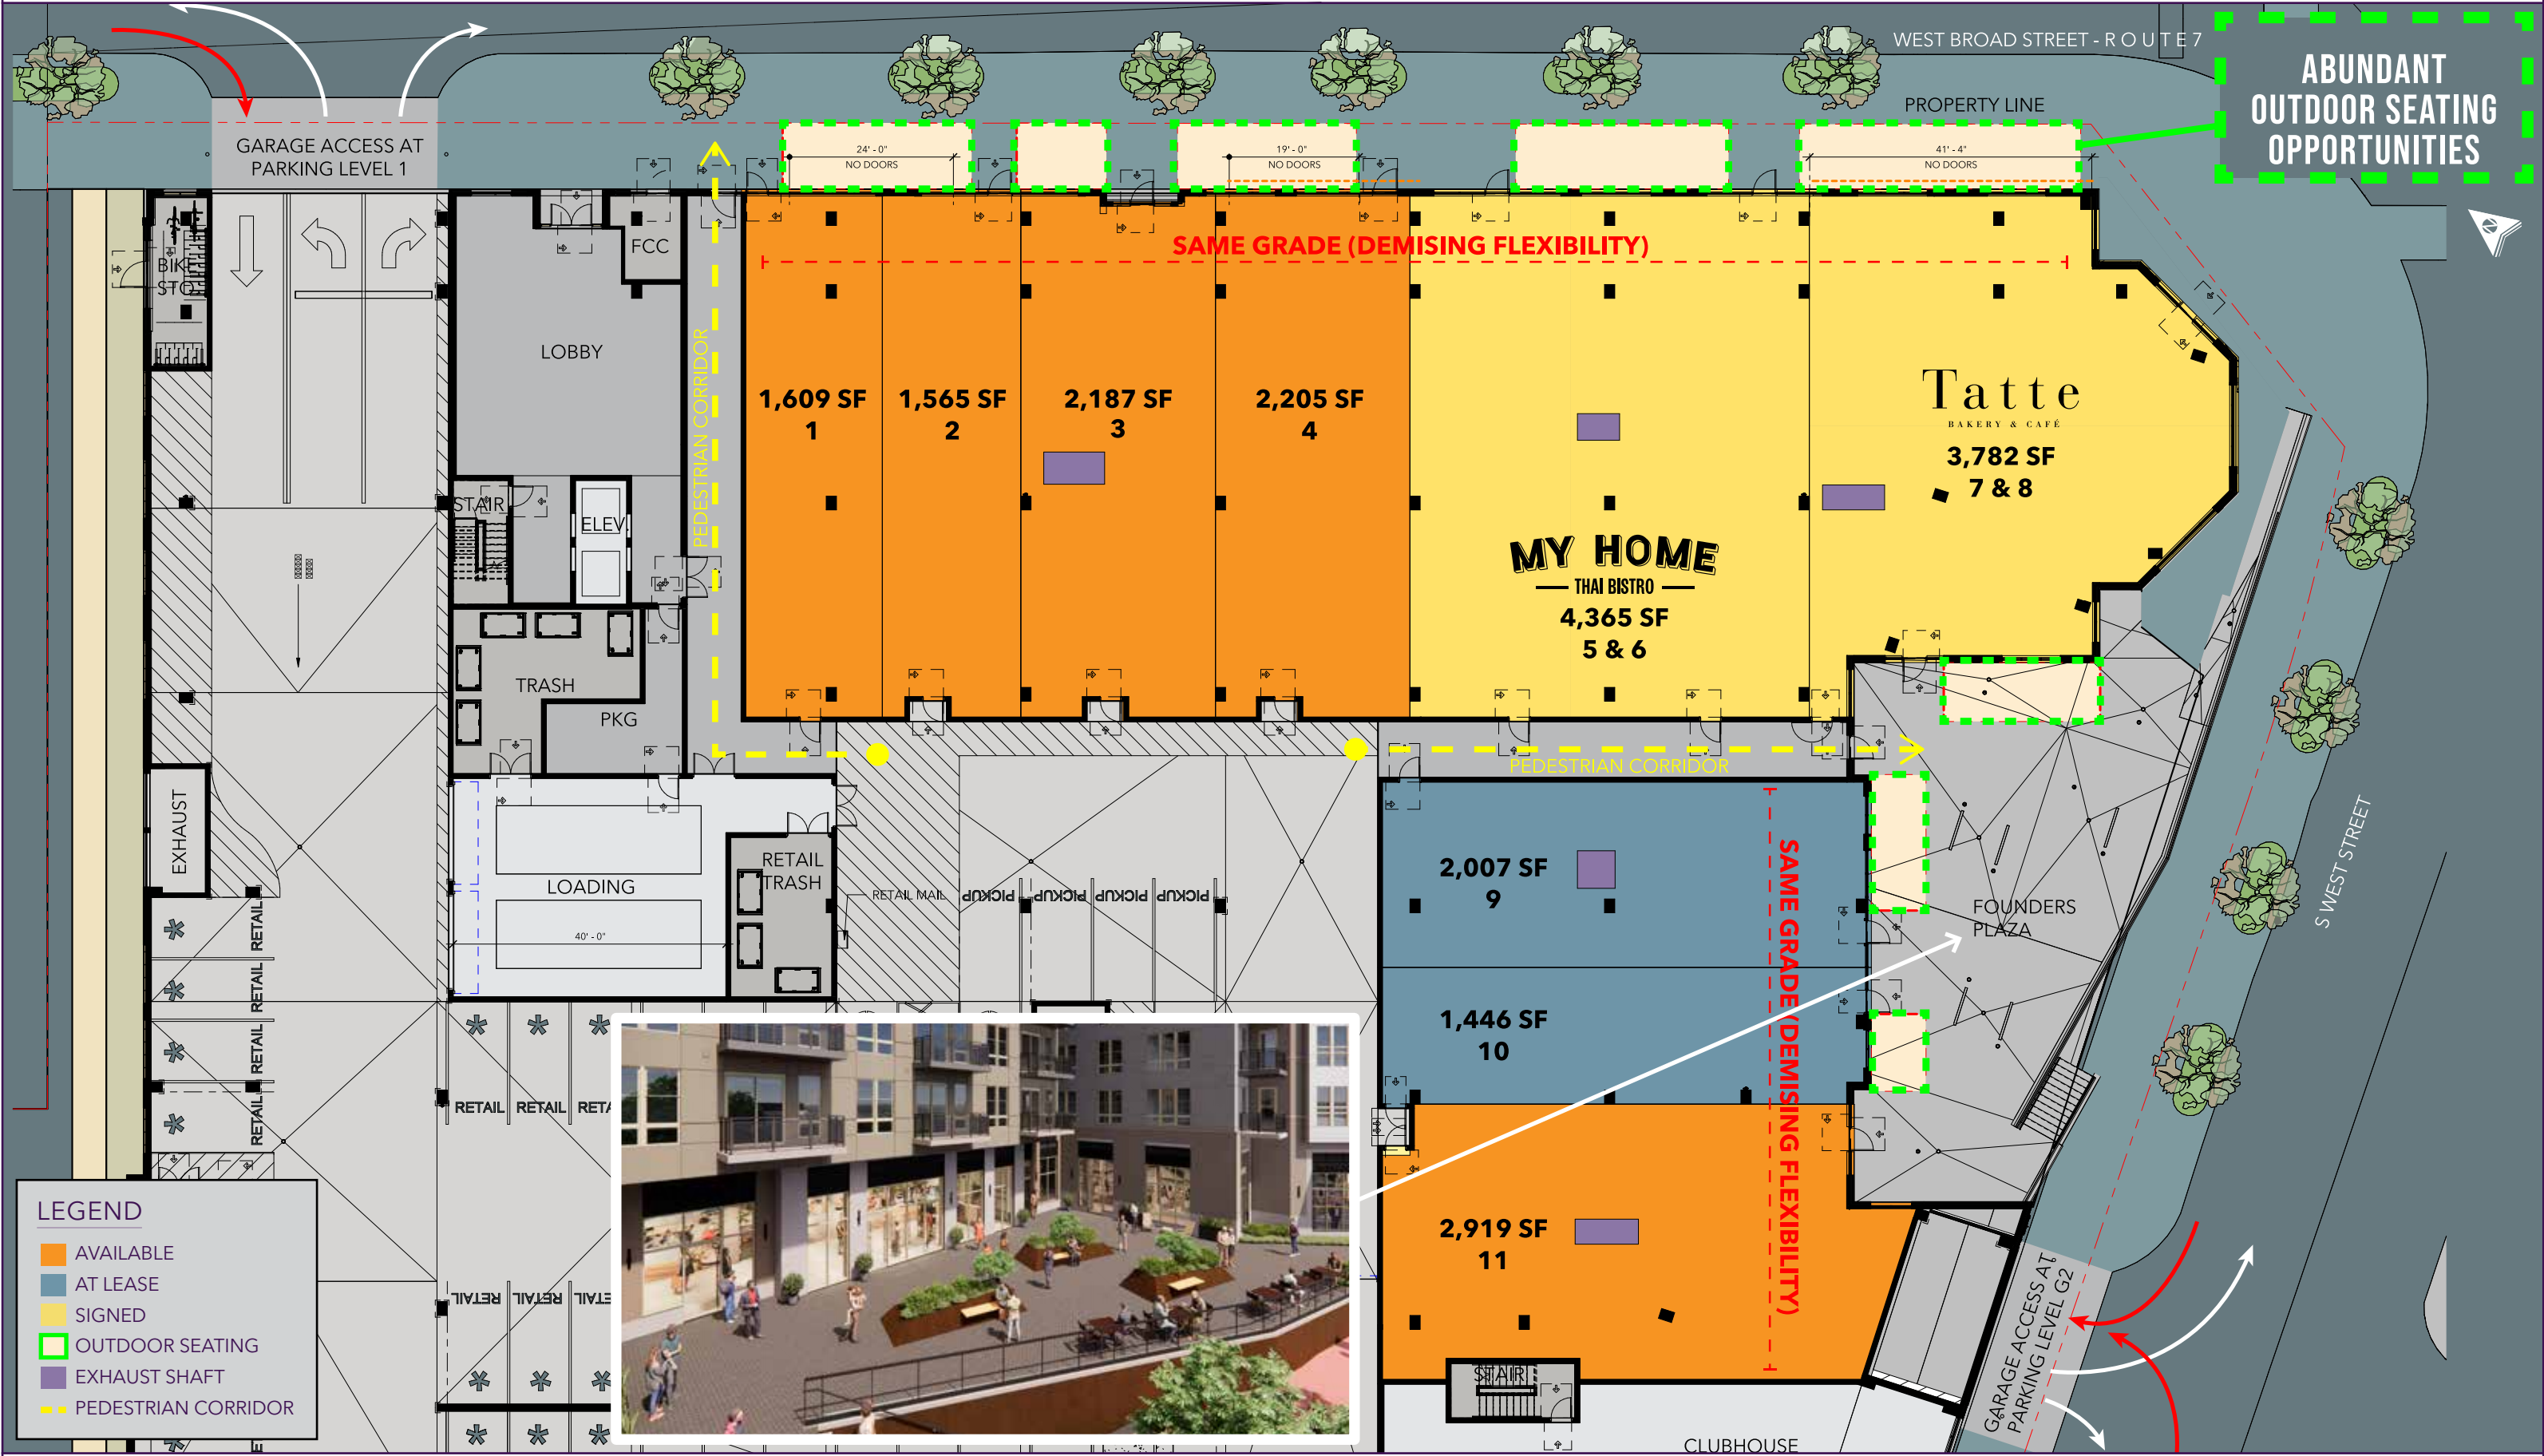 WEST BROAD STREET - R O U T E 7
ABUNDANT
OUTDOOR SEATING
OPPORTUNITIES
PROPERTY LINE
GARAGE ACCESS AT
PARKING LEVEL 1
24' - 0"
NO DOORS
19' - 0"
NO DOORS
41' - 4"
NO DOORS
FCC
SAME GRADE (DEMISING FLEXIBILITY)
LOBBY
PEDESTRIAN CORRIDOR
1,609 SF
1
1,565 SF
2
2,187 SF
3
2,205 SF
4
Tatte
BAKERY & CAFÉ
3,782 SF
7 & 8
STAIR
ELEV.
MY HOME
THAI BISTRO
4,365 SF
5 & 6
TRASH
PKG
PEDESTRIAN CORRIDOR
EXHAUST
LOADING
40' - 0"
RETAIL
TRASH
RETAIL MAIL
PICKUP
PICKUP
PICKUP
PICKUP
2,007 SF
9
SAME GRADE (DEMISING FLEXIBILITY)
FOUNDERS
PLAZA
S WEST STREET
1,446 SF
10
RETAIL
RETAIL
RETAIL
RETAIL
RETAIL
RETAIL
RETA
2,919 SF
11
RETAIL
RETAIL
STAIR
GARAGE ACCESS AT
PARKING LEVEL G2
CLUBHOUSE
LEGEND
AVAILABLE
AT LEASE
SIGNED
OUTDOOR SEATING
EXHAUST SHAFT
PEDESTRIAN CORRIDOR